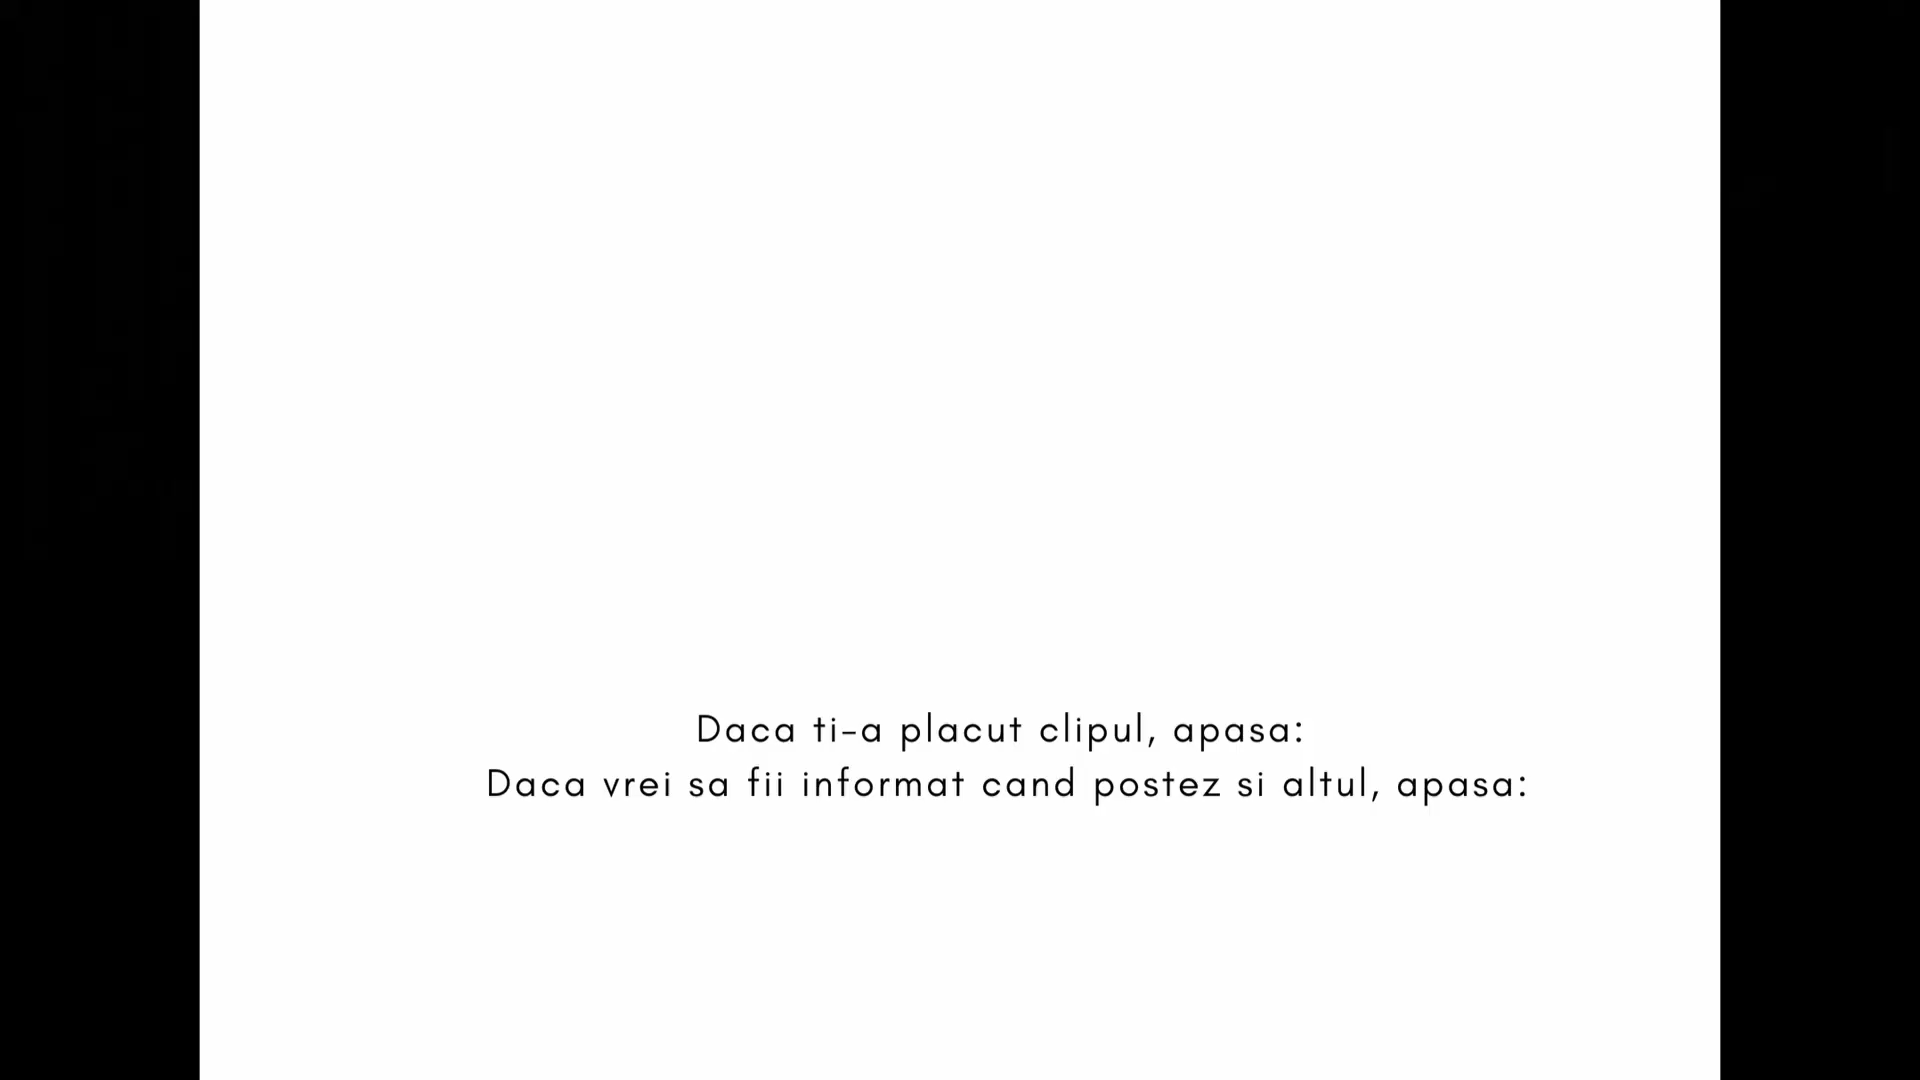 Daca ti-a placut clipul, apasa:
Daca vrei sa fii informat cand postez si altul, apasa: